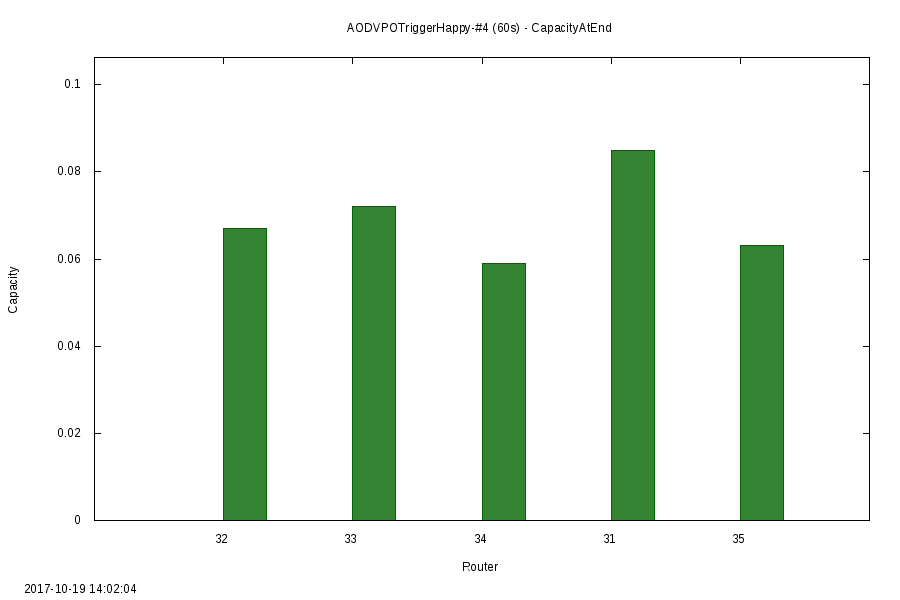 AODVPOTriggerHappy-#4 (60s) - CapacityAtEnd
0.1
0.08
0.06
0.04
0.02
0
Capacity
32 33 34 31 35
Router
2017-10-19 14:02:04